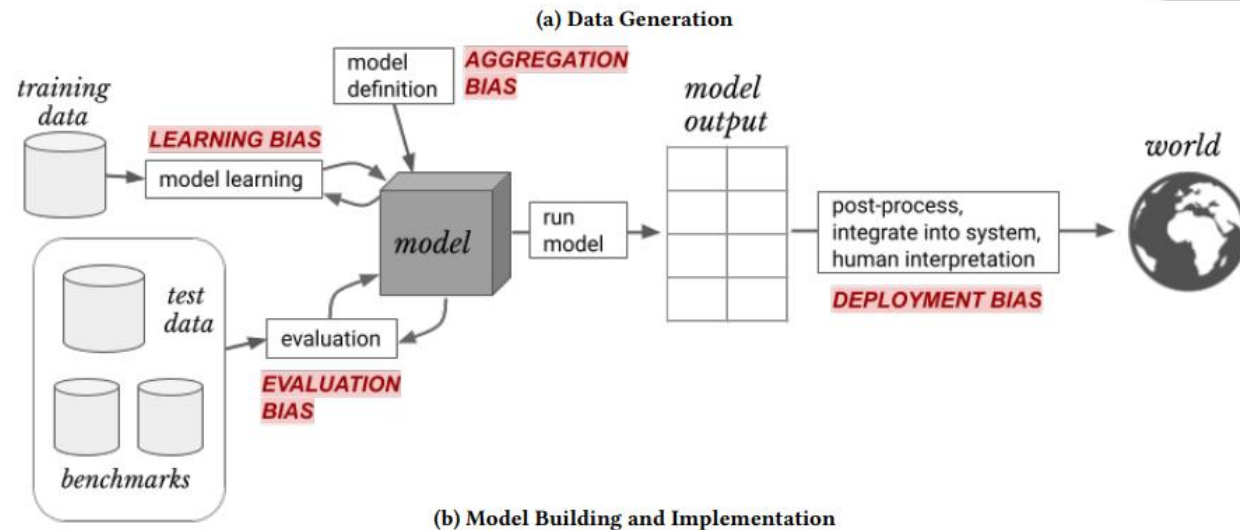 (a) Data Generation
training
data
LEARNING BIAS
model learning
model
definition
AGGREGATION
BIAS
model
run
model
model
output
post-process,
integrate into system,
human interpretation
DEPLOYMENT BIAS
world
test
data
benchmarks
evaluation
EVALUATION
BIAS
(b) Model Building and Implementation